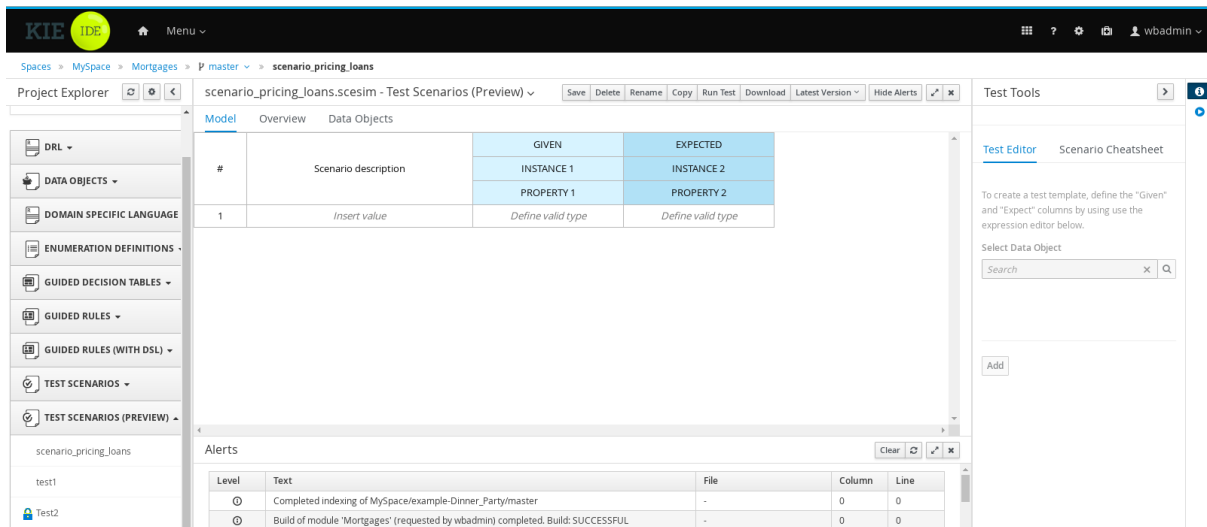 KIE IDE Menu ? wbadmin
Spaces » MySpace » Mortgages » master » scenario_pricing_loans
Project Explorer
scenario_pricing_loans.scesim - Test Scenarios (Preview) Save Delete Rename Copy Run Test Download Latest Version Hide Alerts
Test Tools
Model Overview Data Objects
DRL
DATA OBJECTS
DOMAIN SPECIFIC LANGUAGE
ENUMERATION DEFINITIONS
GUIDED DECISION TABLES
GUIDED RULES
GUIDED RULES (WITH DSL)
TEST SCENARIOS
TEST SCENARIOS (PREVIEW)
scenario_pricing_loans
test1
Test2
# Scenario description GIVEN EXPECTED
INSTANCE 1 INSTANCE 2
PROPERTY 1 PROPERTY 2
1 Insert value Define valid type Define valid type
Test Editor Scenario Cheatsheet
To create a test template, define the "Given"
and "Expect" columns by using use the
expression editor below.
Select Data Object
Search
Add
Alerts Clear
Level Text File Column Line
Completed indexing of MySpace/example-Dinner_Party/master - 0 0
Build of module 'Mortgages' (requested by wbadmin) completed. Build: SUCCESSFUL - 0 0